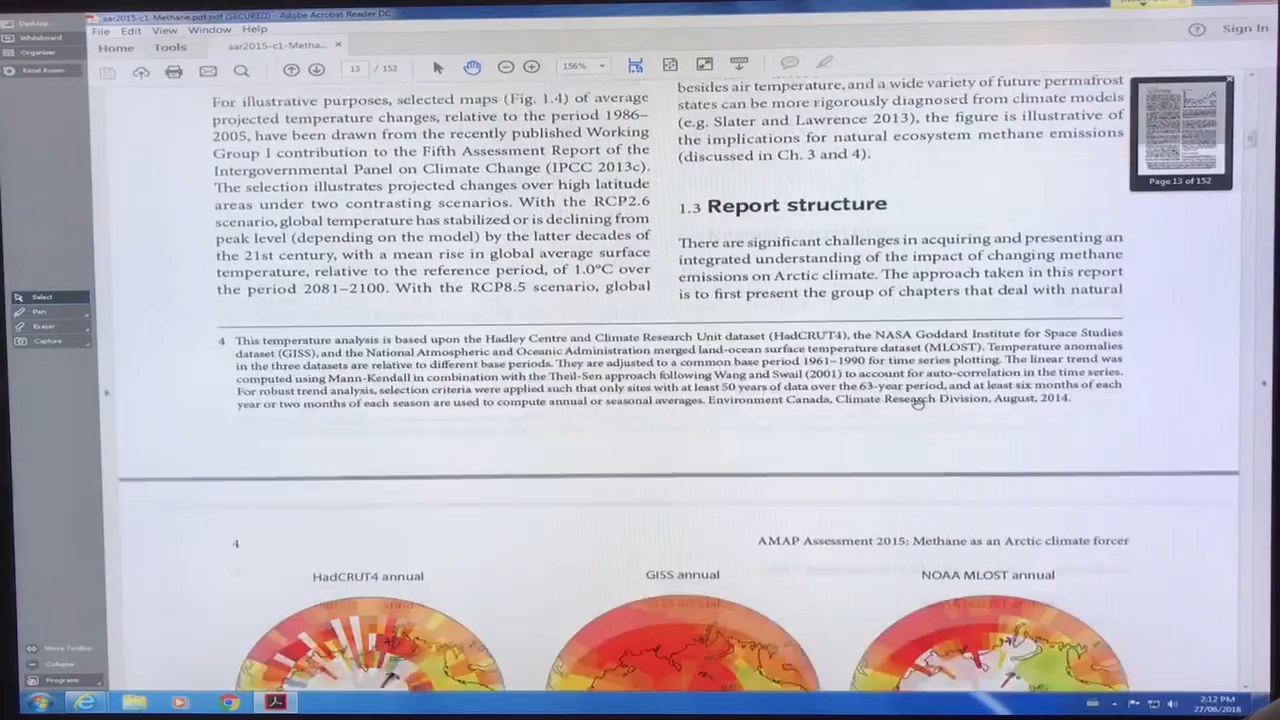 aar2015-c1-Methane.pdf.pdf (SECURED) - Adobe Acrobat Reader DC
File Edit View Window Help
Home Tools aar2015-c1-Metha... ×
Sign In
13 / 152 156%
Desktop
Whiteboard
Organizer
Reset Room
For illustrative purposes, selected maps (Fig. 1.4) of average
projected temperature changes, relative to the period 1986–
2005, have been drawn from the recently published Working
Group I contribution to the Fifth Assessment Report of the
Intergovernmental Panel on Climate Change (IPCC 2013c).
The selection illustrates projected changes over high latitude
areas under two contrasting scenarios. With the RCP2.6
scenario, global temperature has stabilized or is declining from
peak level (depending on the model) by the latter decades of
the 21st century, with a mean rise in global average surface
temperature, relative to the reference period, of 1.0°C over
the period 2081–2100. With the RCP8.5 scenario, global
besides air temperature, and a wide variety of future permafrost
states can be more rigorously diagnosed from climate models
(e.g. Slater and Lawrence 2013), the figure is illustrative of
the implications for natural ecosystem methane emissions
(discussed in Ch. 3 and 4).
1.3 Report structure
There are significant challenges in acquiring and presenting an
integrated understanding of the impact of changing methane
emissions on Arctic climate. The approach taken in this report
is to first present the group of chapters that deal with natural
Page 13 of 152
Select
Pen
Eraser
Capture
4 This temperature analysis is based upon the Hadley Centre and Climate Research Unit dataset (HadCRUT4), the NASA Goddard Institute for Space Studies
dataset (GISS), and the National Atmospheric and Oceanic Administration merged land-ocean surface temperature dataset (MLOST). Temperature anomalies
in the three datasets are relative to different base periods. They are adjusted to a common base period 1961–1990 for time series plotting. The linear trend was
computed using Mann-Kendall in combination with the Theil-Sen approach following Wang and Swail (2001) to account for auto-correlation in the time series.
For robust trend analysis, selection criteria were applied such that only sites with at least 50 years of data over the 63-year period, and at least six months of each
year or two months of each season are used to compute annual or seasonal averages. Environment Canada, Climate Research Division, August, 2014.
4
AMAP Assessment 2015: Methane as an Arctic climate forcer
HadCRUT4 annual
GISS annual
NOAA MLOST annual
Move Toolbar
Collapse
Programs
2:12 PM
27/06/2018